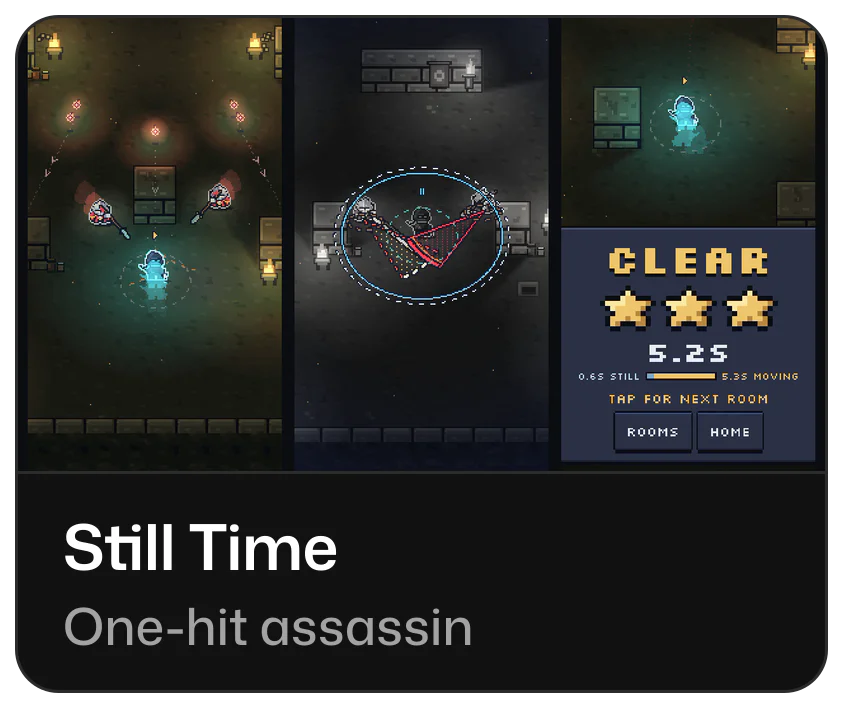 CLEAR
5.2S
0.6S STILL 5.3S MOVING
TAP FOR NEXT ROOM
ROOMS HOME
Still Time
One-hit assassin